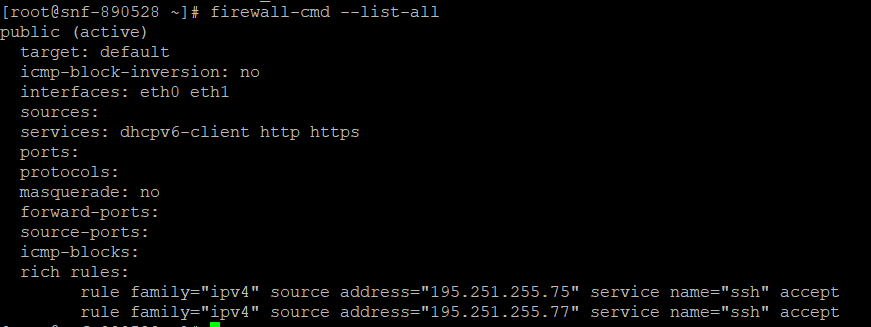 [root@snf-890528 ~]# firewall-cmd --list-all
public (active)
  target: default
  icmp-block-inversion: no
  interfaces: eth0 eth1
  sources:
  services: dhcpv6-client http https
  ports:
  protocols:
  masquerade: no
  forward-ports:
  source-ports:
  icmp-blocks:
  rich rules:
        rule family="ipv4" source address="195.251.255.75" service name="ssh" accept
        rule family="ipv4" source address="195.251.255.77" service name="ssh" accept